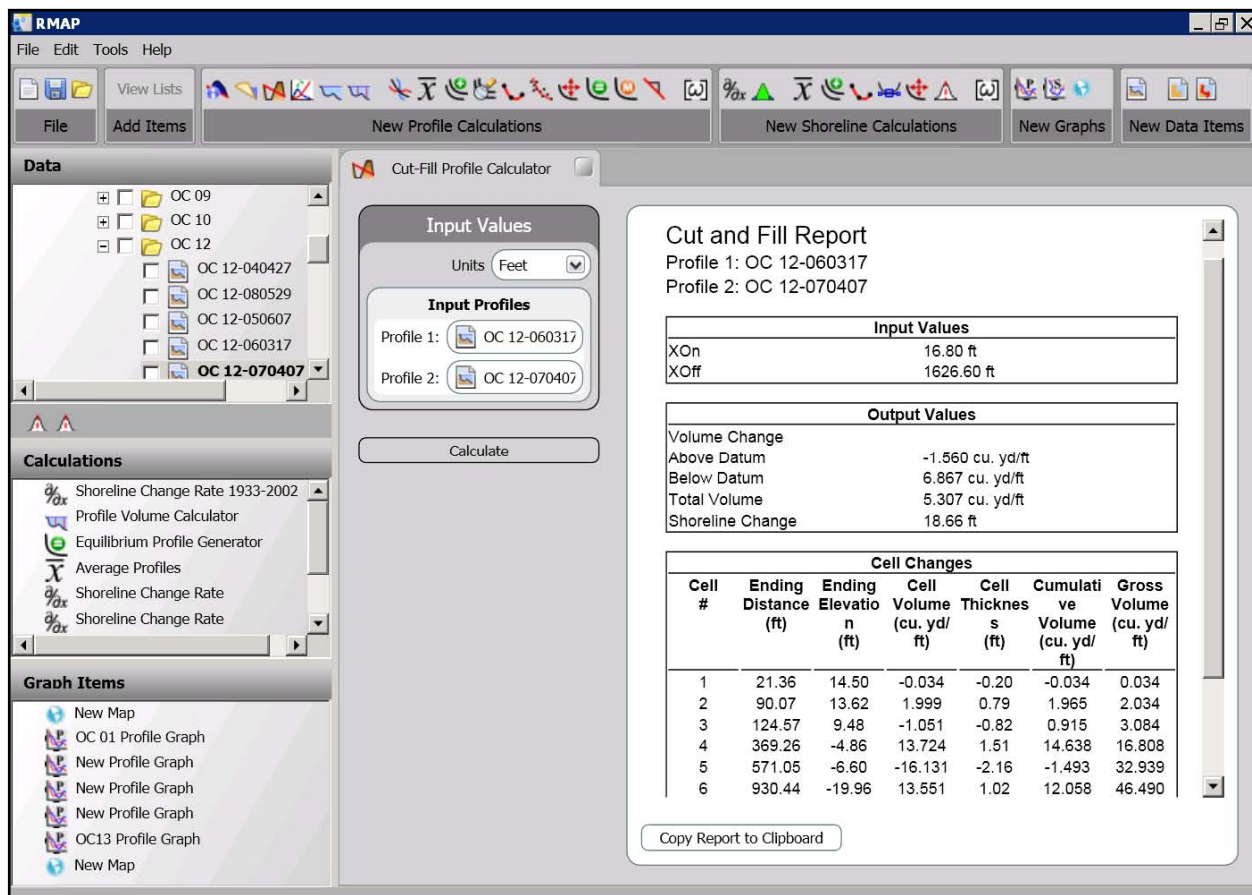 RMAP
File Edit Tools Help
View Lists
File
Add Items
New Profile Calculations
New Shoreline Calculations
New Graphs
New Data Items
Data
OC 09
OC 10
OC 12
OC 12-040427
OC 12-080529
OC 12-050607
OC 12-060317
OC 12-070407
Calculations
∂/∂x Shoreline Change Rate 1933-2002
Profile Volume Calculator
Equilibrium Profile Generator
x̅ Average Profiles
∂/∂x Shoreline Change Rate
∂/∂x Shoreline Change Rate
Graph Items
New Map
OC 01 Profile Graph
New Profile Graph
New Profile Graph
New Profile Graph
OC13 Profile Graph
New Map
Cut-Fill Profile Calculator
Input Values
Units Feet
Input Profiles
Profile 1: OC 12-060317
Profile 2: OC 12-070407
Calculate
Cut and Fill Report
Profile 1: OC 12-060317
Profile 2: OC 12-070407
Input Values
XOn 16.80 ft
XOff 1626.60 ft
Output Values
Volume Change
Above Datum -1.560 cu. yd/ft
Below Datum 6.867 cu. yd/ft
Total Volume 5.307 cu. yd/ft
Shoreline Change 18.66 ft
Cell Changes
Cell Ending Ending Cell Cell Cumulati Gross
# Distance Elevatio Volume Thicknes ve Volume
(ft) n (cu. yd/ s Volume (cu. yd/
(ft) ft) (ft) (cu. yd/ ft)
ft)
1 21.36 14.50 -0.034 -0.20 -0.034 0.034
2 90.07 13.62 1.999 0.79 1.965 2.034
3 124.57 9.48 -1.051 -0.82 0.915 3.084
4 369.26 -4.86 13.724 1.51 14.638 16.808
5 571.05 -6.60 -16.131 -2.16 -1.493 32.939
6 930.44 -19.96 13.551 1.02 12.058 46.490
Copy Report to Clipboard